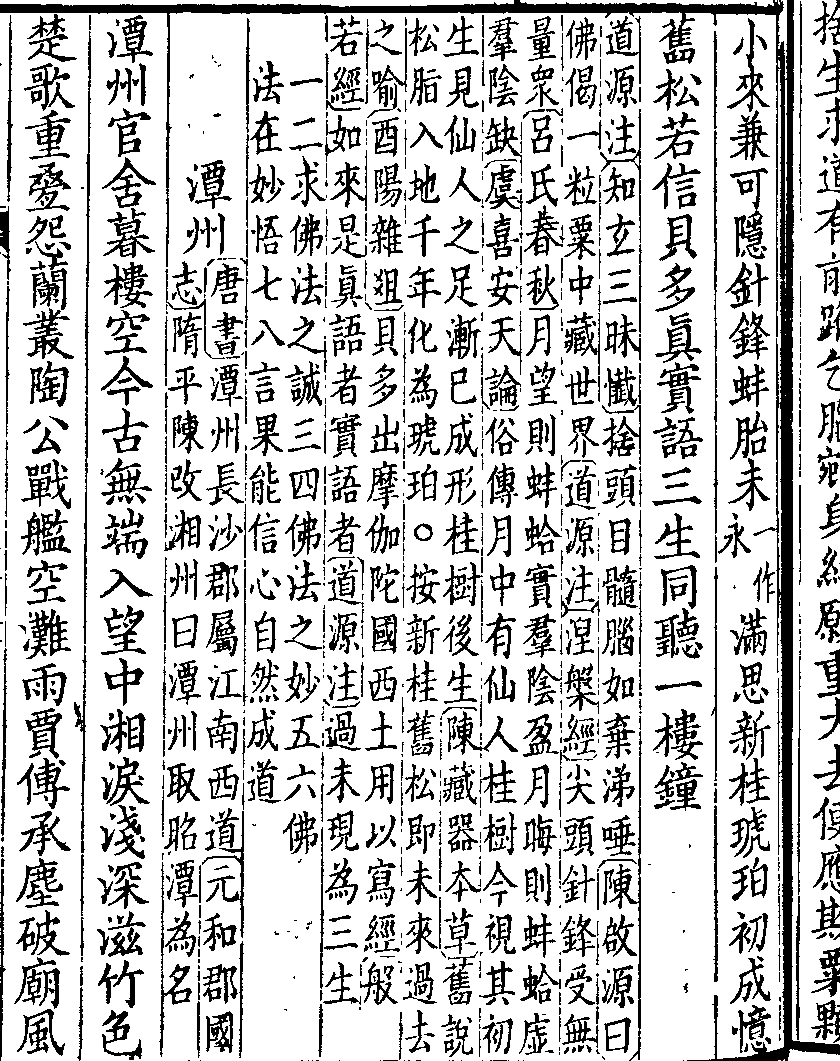 捨生求道有前蹤乞腦剜身結願重大去便應欺粟顆
小來兼可隱針鋒蚌胎未一作永滿思新桂琥珀初成憶
舊松若信貝多眞實語三生同聽一樓鐘
道源注知玄三昧懺捨頭目髓腦如棄涕唾陳啟源曰
佛偈一粒粟中藏世界道源注涅槃經尖頭針鋒受無
量衆呂氏春秋月望則蚌蛤實羣陰盈月晦則蚌蛤虛
羣陰缺虞喜安天論俗傳月中有仙人桂樹今視其初
生見仙人之足漸已成形桂樹後生陳藏器本草舊說
松脂入地千年化為琥珀○按新桂舊松即未來過去
之喻酉陽雜俎貝多出摩伽陀國西土用以寫經般
若經如來是眞語者實語者道源注過未現為三生
一二求佛法之誠三四佛法之妙五六佛
法在妙悟七八言果能信心自然成道
潭州
唐書潭州長沙郡屬江南西道元和郡國
志隋平陳改湘州曰潭州取昭潭為名
潭州官舍暮樓空今古無端入望中湘淚淺深滋竹色
楚歌重疊怨蘭叢陶公戰艦空灘雨賈傅承塵破廟風